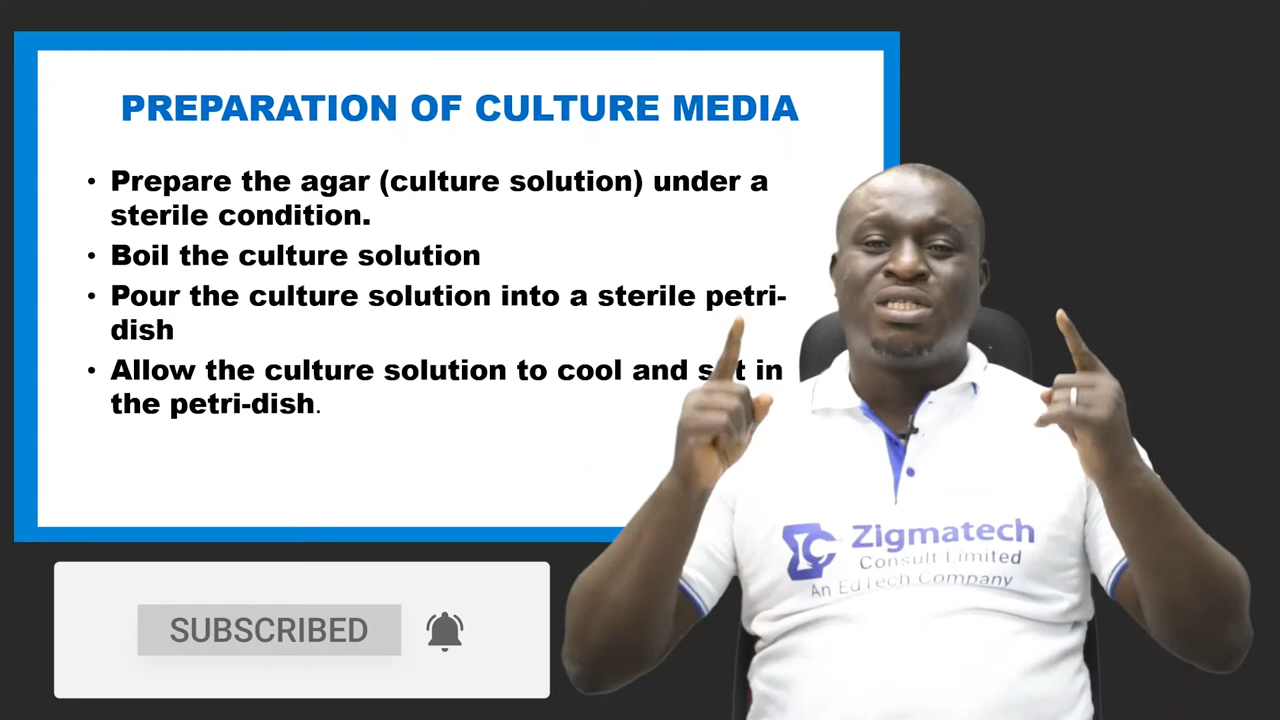 PREPARATION OF CULTURE MEDIA
• Prepare the agar (culture solution) under a
sterile condition.
• Boil the culture solution
• Pour the culture solution into a sterile petri-
dish
• Allow the culture solution to cool and set in
the petri-dish.
Zigmatech
Consult Limited
An EdTech Company
SUBSCRIBED